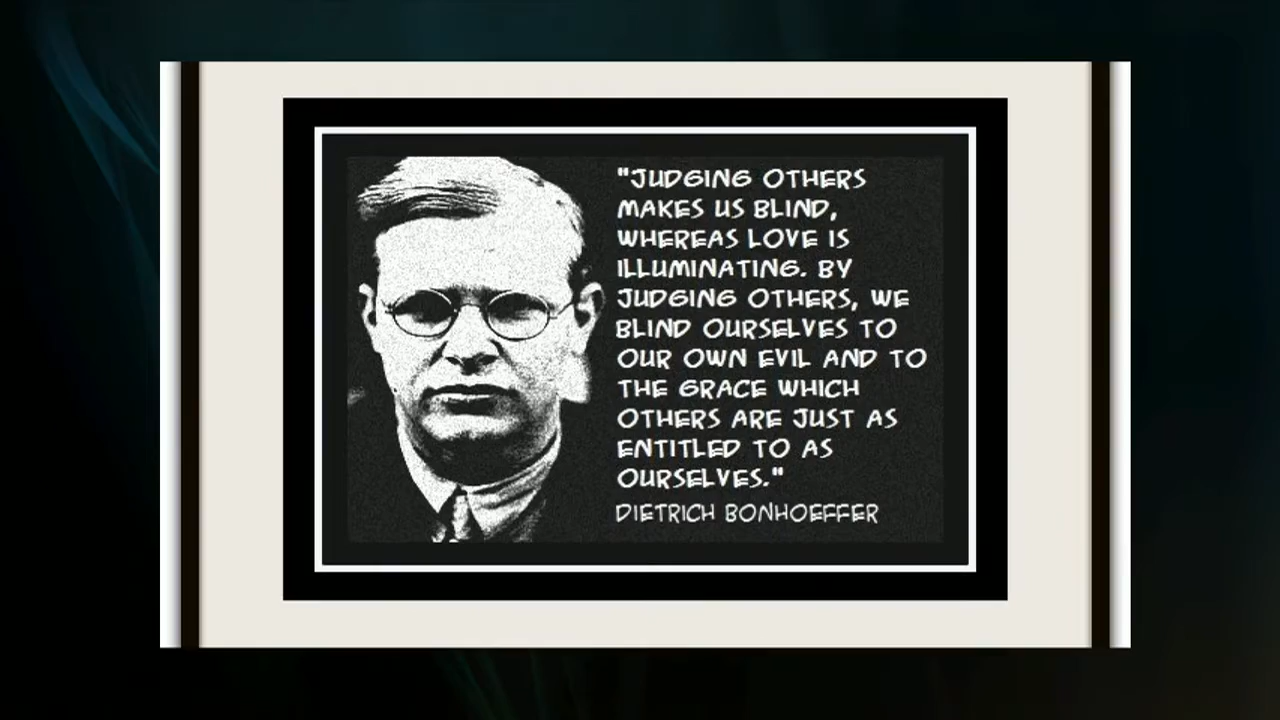 "JUDGING OTHERS
MAKES US BLIND,
WHEREAS LOVE IS
ILLUMINATING. BY
JUDGING OTHERS, WE
BLIND OURSELVES TO
OUR OWN EVIL AND TO
THE GRACE WHICH
OTHERS ARE JUST AS
ENTITLED TO AS
OURSELVES."
DIETRICH BONHOEFFER